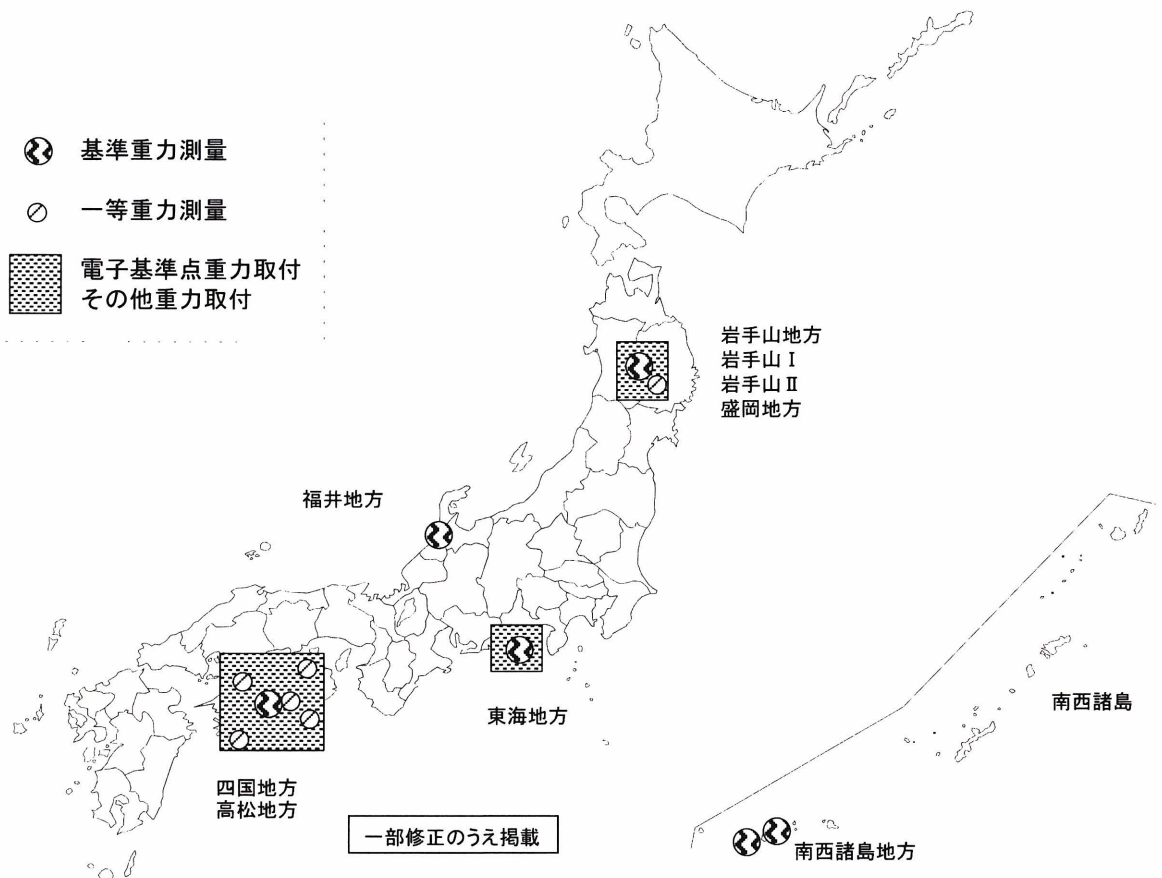 基準重力測量
一等重力測量
電子基準点重力取付
その他重力取付
岩手山地方
岩手山Ⅰ
岩手山Ⅱ
盛岡地方
福井地方
東海地方
南西諸島
四国地方
高松地方
一部修正のうえ掲載
南西諸島地方